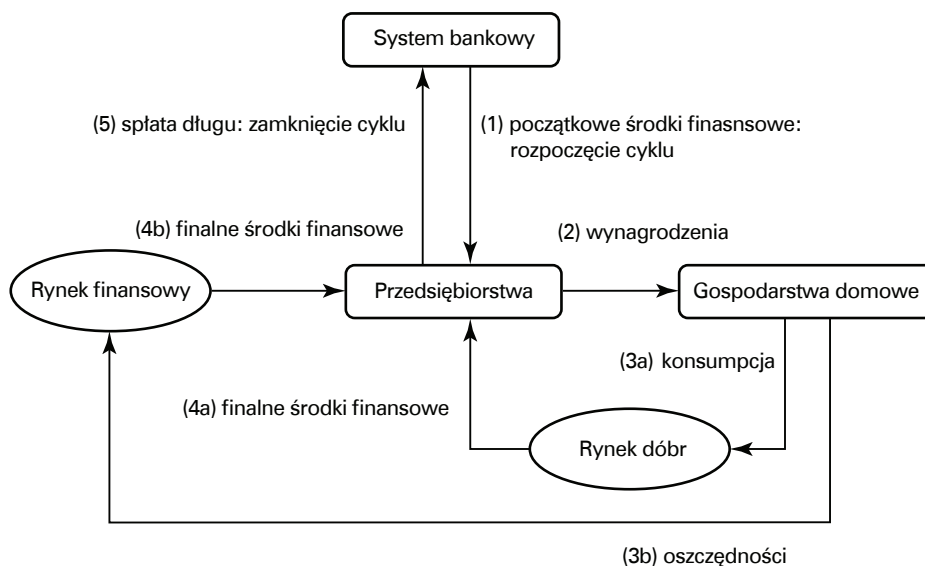 System bankowy
(5) spłata długu: zamknięcie cyklu
(1) początkowe środki finasnsowe:
rozpoczęcie cyklu
(4b) finalne środki finansowe
(2) wynagrodzenia
Rynek finansowy
Przedsiębiorstwa
Gospodarstwa domowe
(3a) konsumpcja
(4a) finalne środki finansowe
Rynek dóbr
(3b) oszczędności